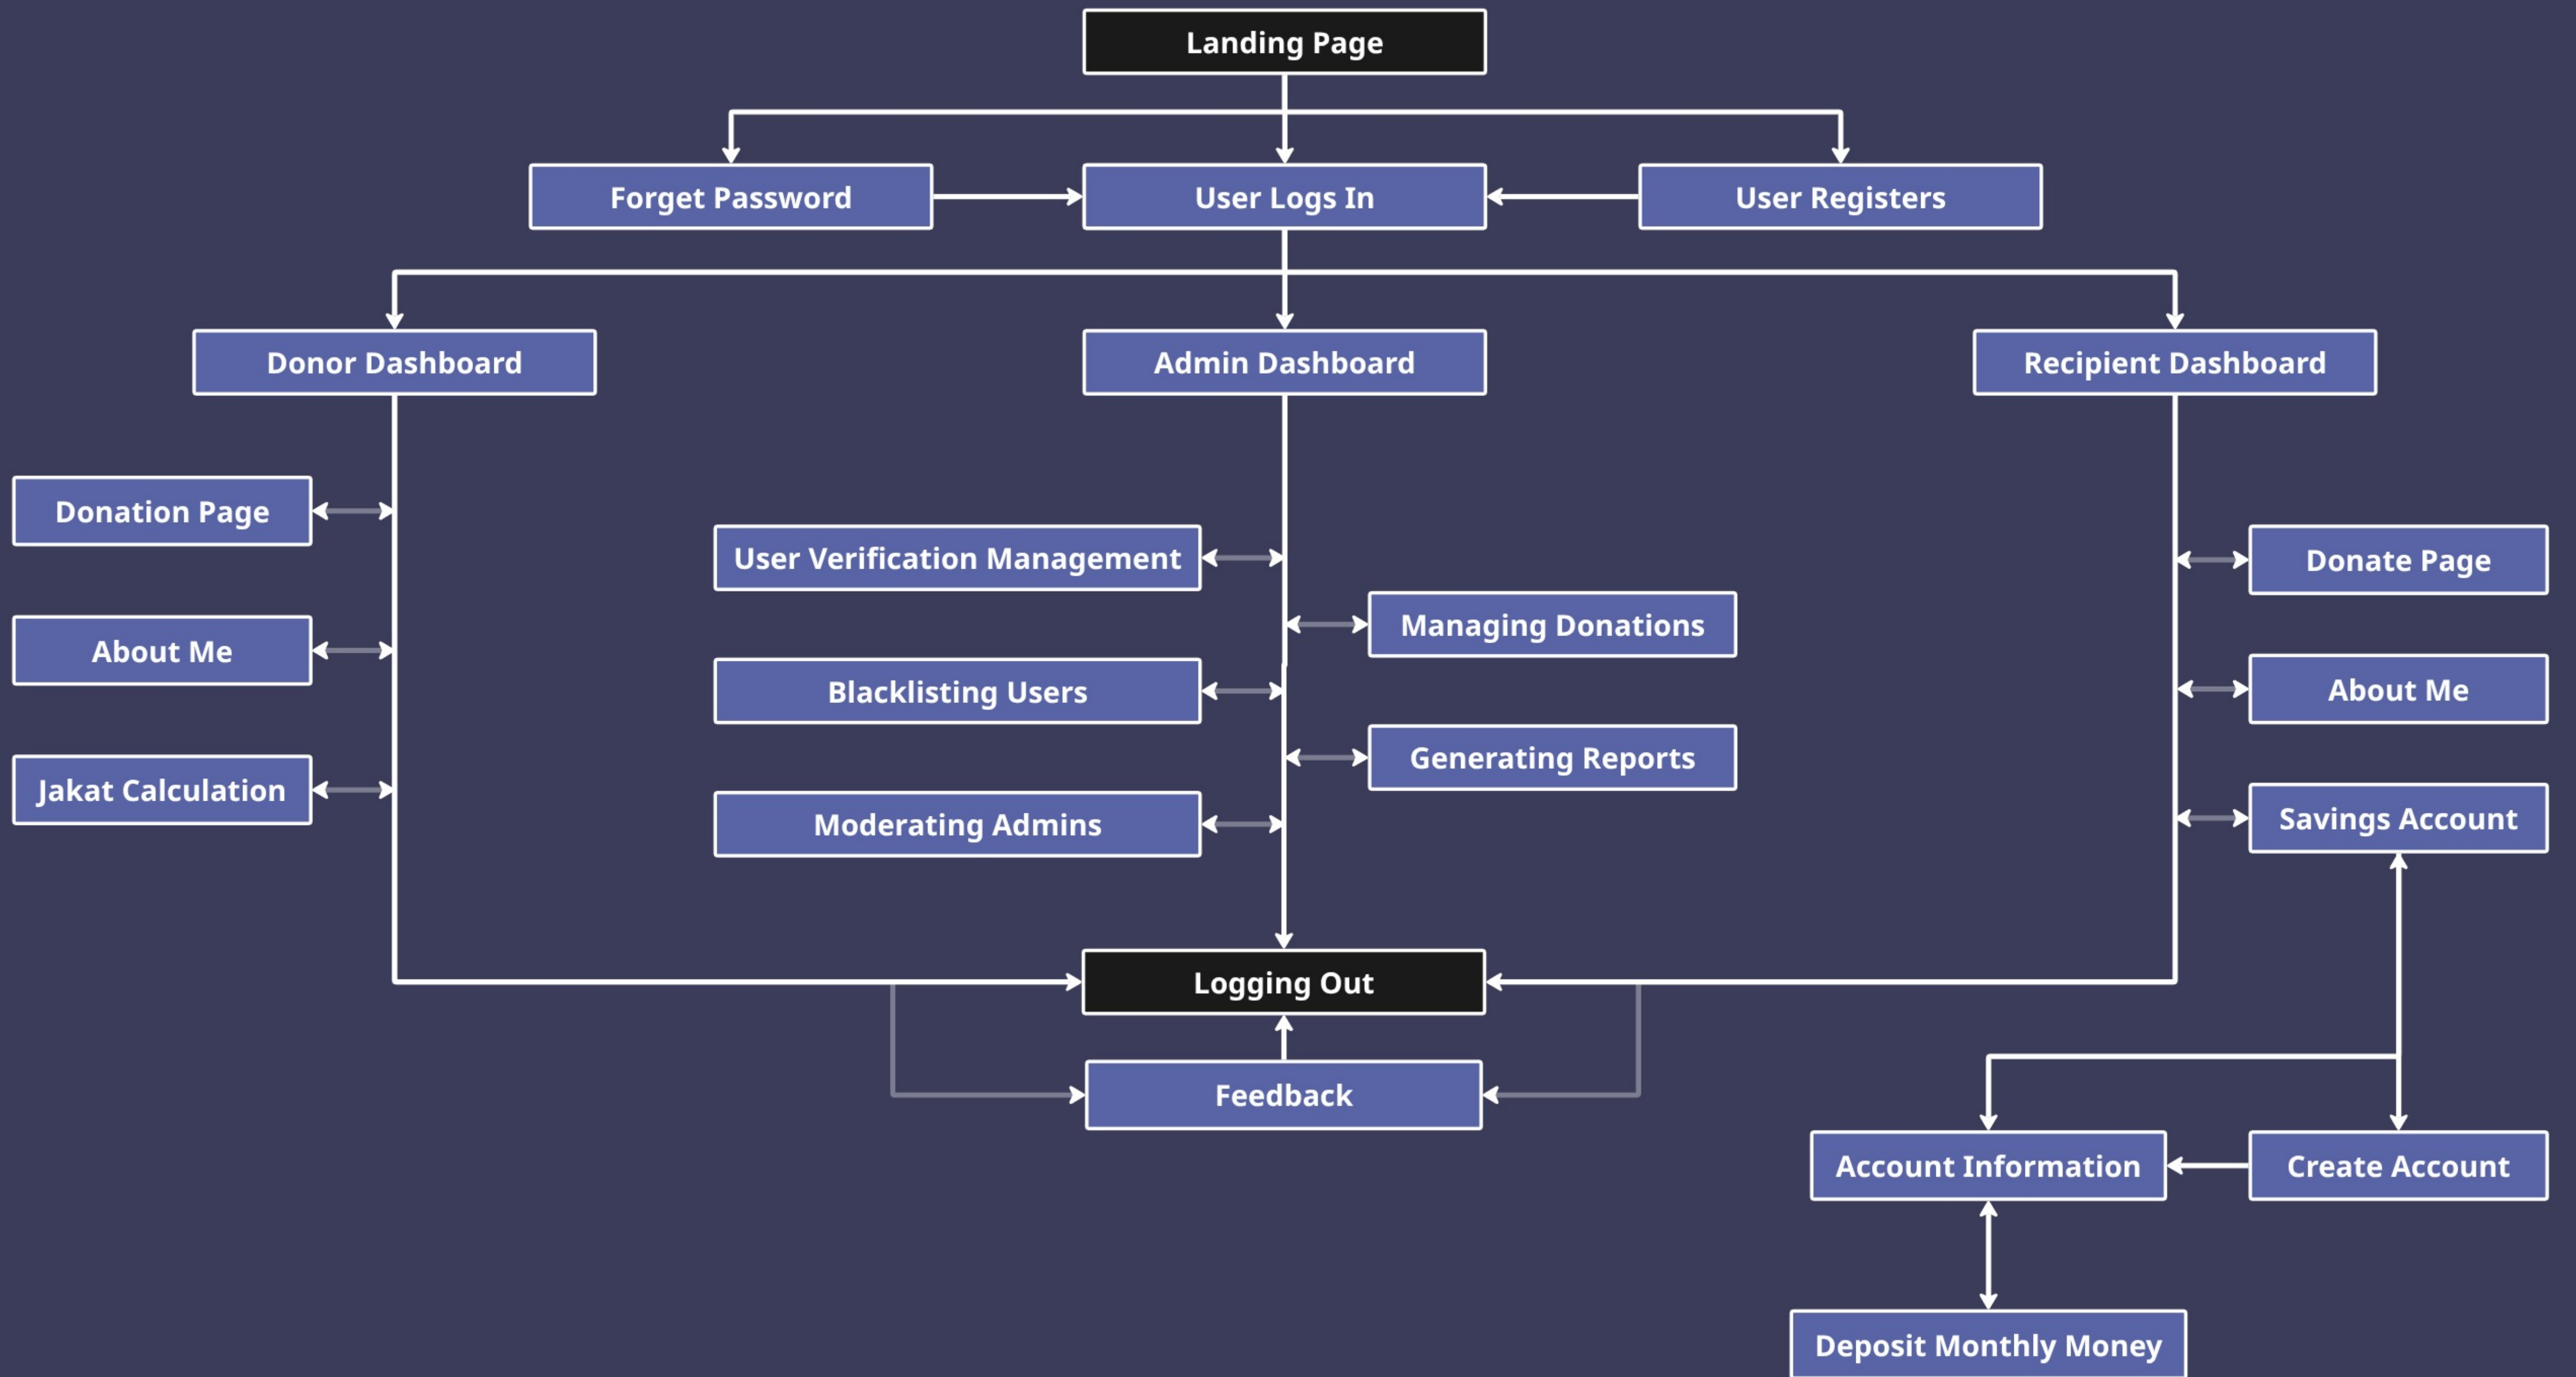 Landing Page
Forget Password
User Logs In
User Registers
Donor Dashboard
Admin Dashboard
Recipient Dashboard
Donation Page
About Me
Jakat Calculation
User Verification Management
Managing Donations
Blacklisting Users
Generating Reports
Moderating Admins
Donate Page
About Me
Savings Account
Logging Out
Feedback
Account Information
Create Account
Deposit Monthly Money